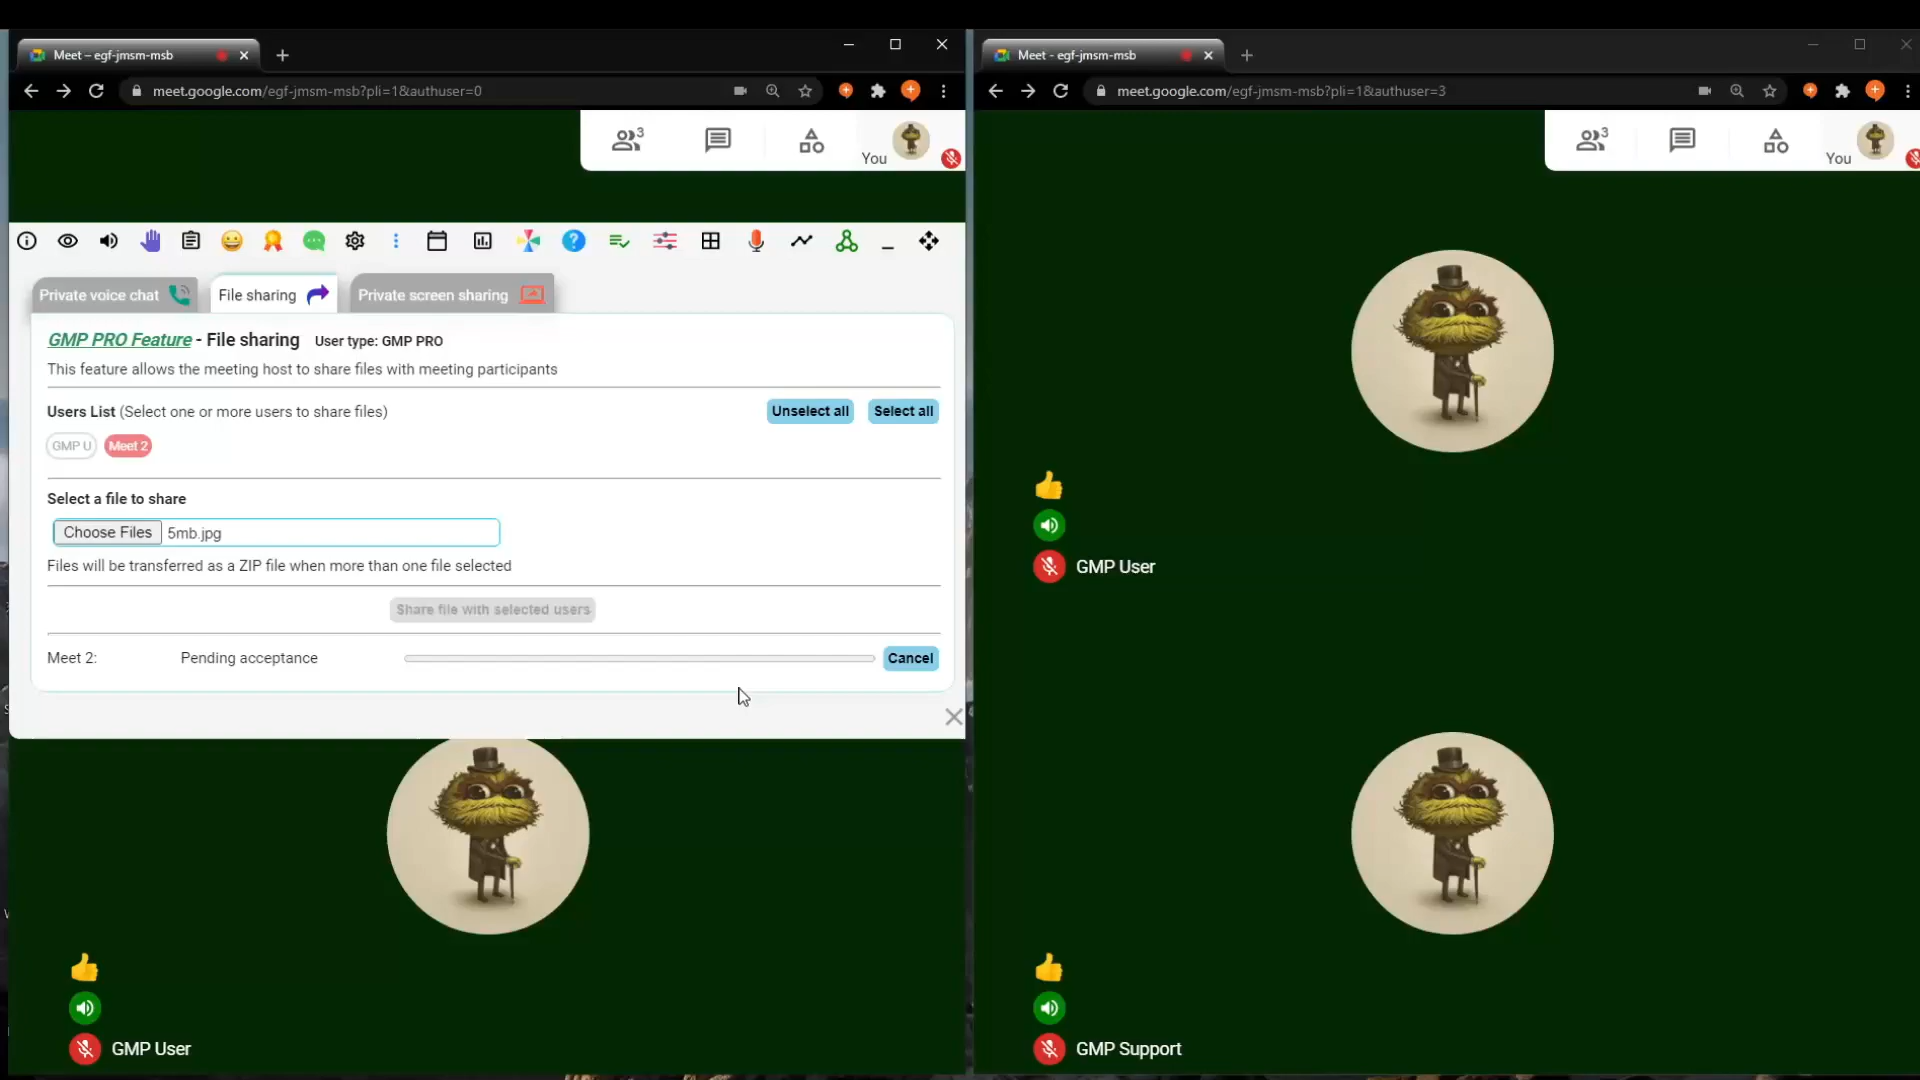 Meet – egf-jmsm-msb
meet.google.com/egf-jmsm-msb?pli=1&authuser=0
3
You
Private voice chat
File sharing
Private screen sharing
GMP PRO Feature - File sharing User type: GMP PRO
This feature allows the meeting host to share files with meeting participants
Users List (Select one or more users to share files)
Unselect all
Select all
GMP U
Meet 2
Select a file to share
Choose Files 5mb.jpg
Files will be transferred as a ZIP file when more than one file selected
Share file with selected users
Meet 2: Pending acceptance
Cancel
GMP User
Meet - egf-jmsm-msb
meet.google.com/egf-jmsm-msb?pli=1&authuser=3
3
You
GMP User
GMP Support